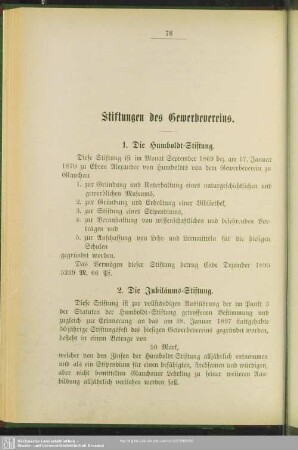 76
Stiftungen des Gewerbevereins.
1. Die Humboldt-Stiftung.
Diese Stiftung ist im Monat September 1869 bez. am 17. Januar
1870 zu Ehren Alexander von Humboldts von dem Gewerbeverein zu
Glauchau
1. zur Gründung und Unterhaltung eines naturgeschichtlichen und
gewerblichen Museums,
2. zur Gründung und Erhaltung einer Bibliothek,
3. zur Stiftung eines Stipendiums,
4. zur Veranstaltung von wissenschaftlichen und belehrenden Vor-
trägen und
5. zur Anschaffung von Lehr- und Lernmitteln für die hiesigen
Schulen
gegründet worden.
Das Vermögen dieser Stiftung betrug Ende Dezember
5339 M. 66 Pf.
2. Die Jubiläums-Stiftung.
Diese Stiftung ist zur vollständigen Ausführung der im Punkt 3
der Statuten der Humboldt-Stiftung getroffenen Bestimmung und
zugleich zur Erinnerung an das am 28. Januar 1897 stattgehabte
50jährige Stiftungsfest des hiesigen Gewerbevereins gegründet worden,
besteht in einem Betrage von
50 Mark,
welcher von den Zinsen der Humboldt-Stiftung alljährlich entnommen
und als ein Stipendium für einen befähigten, strebsamen und würdigen,
aber nicht bemittelten Glauchauer Lehrling zu seiner weiteren Aus-
bildung alljährlich verliehen werden soll.